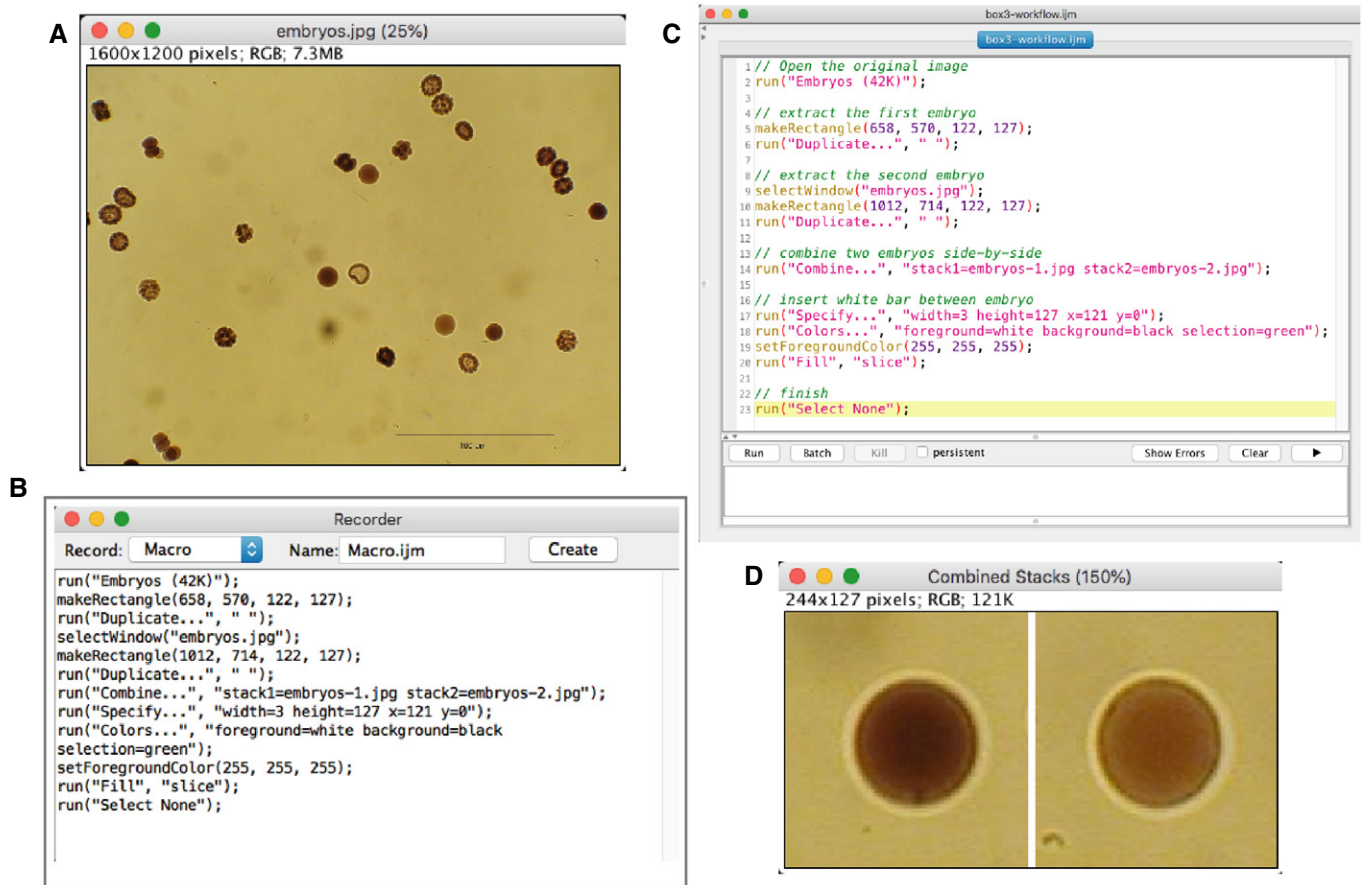 A
embryos.jpg (25%)
1600x1200 pixels; RGB; 7.3MB
100 um
B
Recorder
Record: Macro Name: Macro.ijm Create
run("Embryos (42K)");
makeRectangle(658, 570, 122, 127);
run("Duplicate...", " ");
selectWindow("embryos.jpg");
makeRectangle(1012, 714, 122, 127);
run("Duplicate...", " ");
run("Combine...", "stack1=embryos-1.jpg stack2=embryos-2.jpg");
run("Specify...", "width=3 height=127 x=121 y=0");
run("Colors...", "foreground=white background=black
selection=green");
setForegroundColor(255, 255, 255);
run("Fill", "slice");
run("Select None");
C
box3-workflow.ijm
box3-workflow.ijm
1 // Open the original image
2 run("Embryos (42K)");
3
4 // extract the first embryo
5 makeRectangle(658, 570, 122, 127);
6 run("Duplicate...", " ");
7
8 // extract the second embryo
9 selectWindow("embryos.jpg");
10 makeRectangle(1012, 714, 122, 127);
11 run("Duplicate...", " ");
12
13 // combine two embryos side-by-side
14 run("Combine...", "stack1=embryos-1.jpg stack2=embryos-2.jpg");
15
16 // insert white bar between embryo
17 run("Specify...", "width=3 height=127 x=121 y=0");
18 run("Colors...", "foreground=white background=black selection=green");
19 setForegroundColor(255, 255, 255);
20 run("Fill", "slice");
21
22 // finish
23 run("Select None");
Run Batch Kill persistent Show Errors Clear
D
Combined Stacks (150%)
244x127 pixels; RGB; 121K